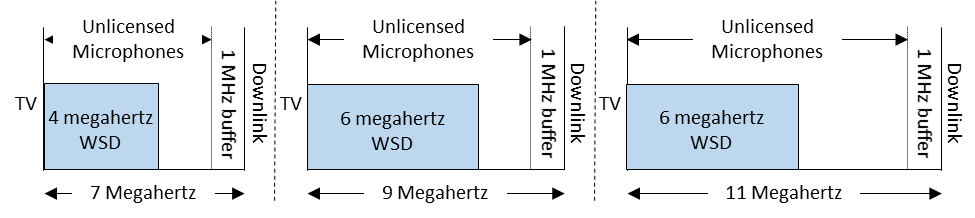 Unlicensed
Microphones
TV
4 megahertz
WSD
1 MHz buffer
Downlink
7 Megahertz
Unlicensed
Microphones
TV
6 megahertz
WSD
1 MHz buffer
Downlink
9 Megahertz
Unlicensed
Microphones
TV
6 megahertz
WSD
1 MHz buffer
Downlink
11 Megahertz